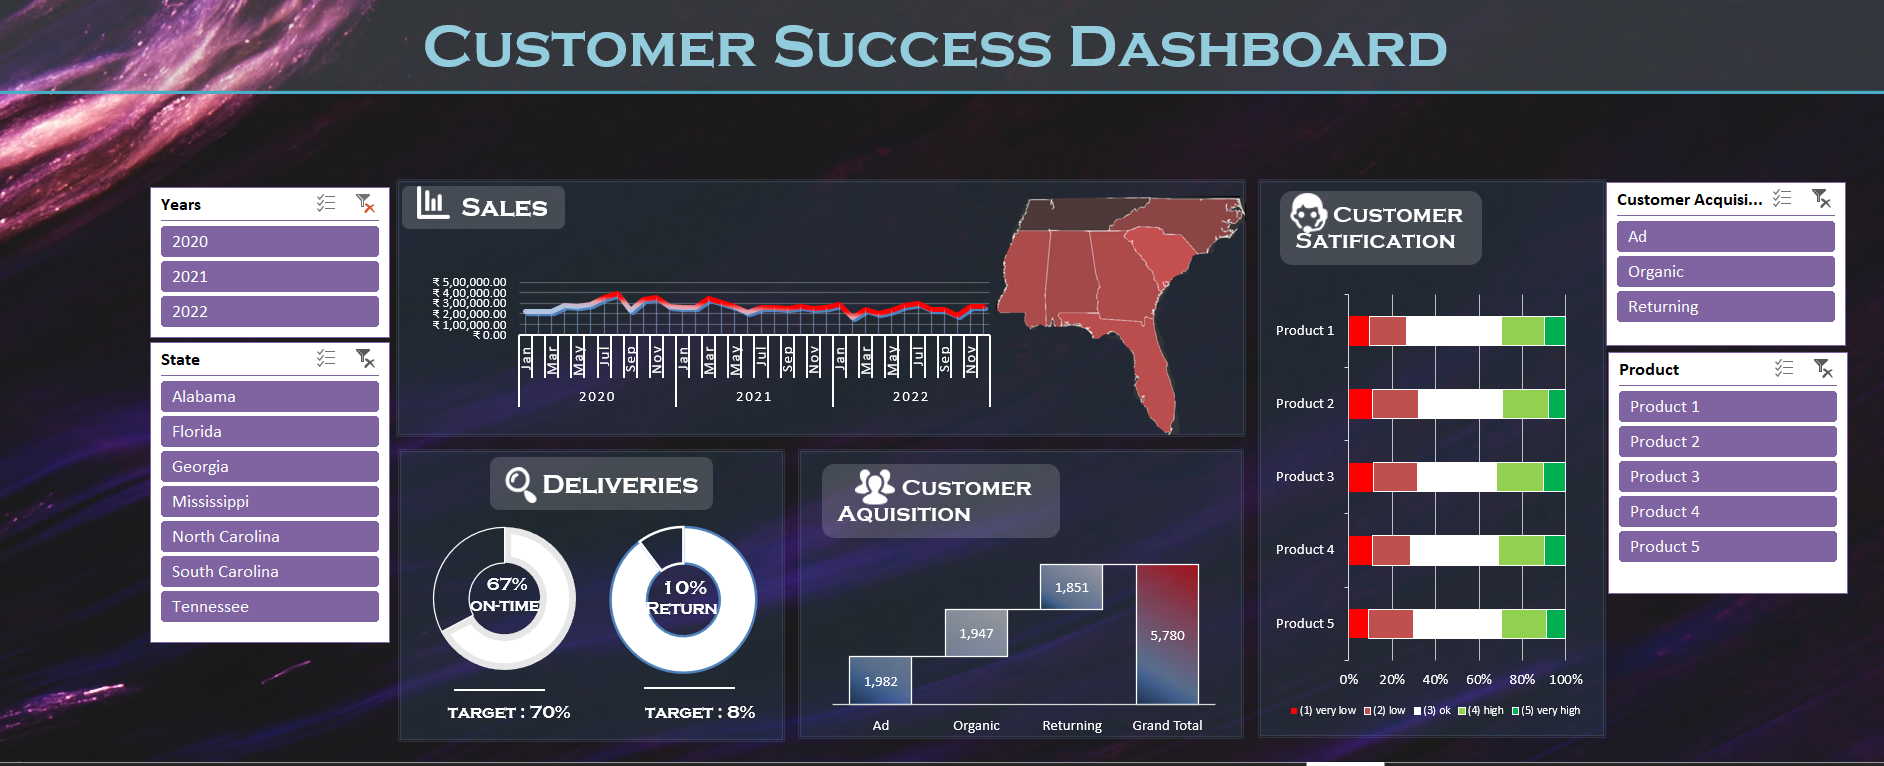 CUSTOMER SUCCESS DASHBOARD
Years
2020
2021
2022
State
Alabama
Florida
Georgia
Mississippi
North Carolina
South Carolina
Tennessee
SALES
₹ 5,00,000.00
₹ 4,00,000.00
₹ 3,00,000.00
₹ 2,00,000.00
₹ 1,00,000.00
₹ 0.00
Jan Mar May Jul Sep Nov Jan Mar May Jul Sep Nov Jan Mar May Jul Sep Nov
2020 2021 2022
DELIVERIES
67%
ON-TIME
10%
RETURN
TARGET : 70%
TARGET : 8%
CUSTOMER
AQUISITION
1,982
1,947
1,851
5,780
Ad Organic Returning Grand Total
CUSTOMER
SATIFICATION
Product 1
Product 2
Product 3
Product 4
Product 5
0% 20% 40% 60% 80% 100%
(1) very low (2) low (3) ok (4) high (5) very high
Customer Acquisi...
Ad
Organic
Returning
Product
Product 1
Product 2
Product 3
Product 4
Product 5